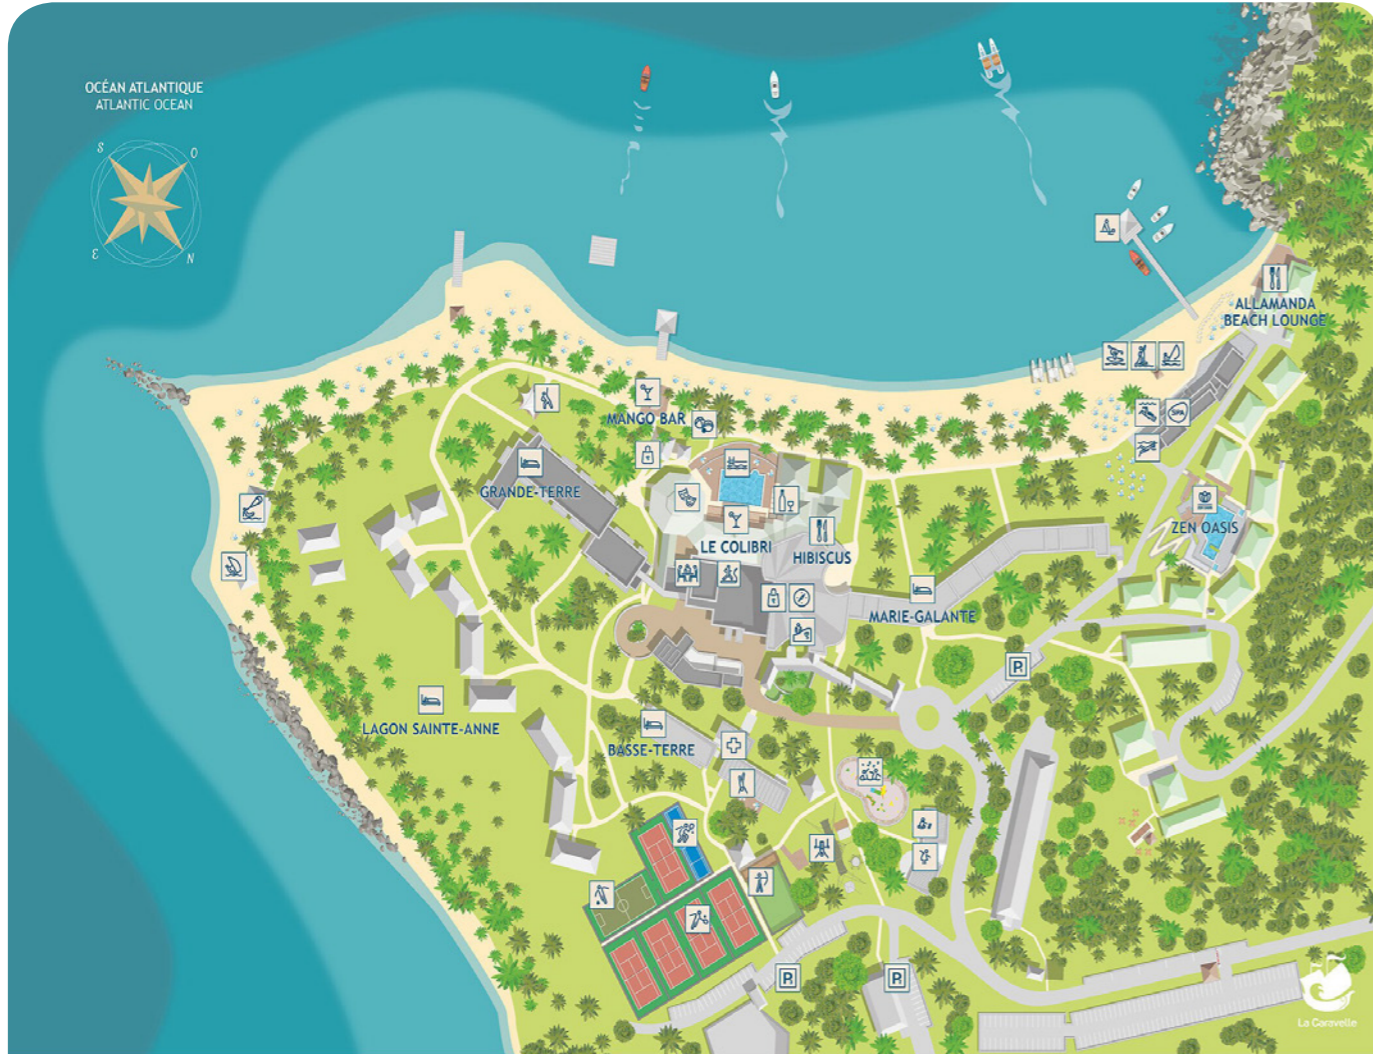 OCÉAN ATLANTIQUE
ATLANTIC OCEAN
S
O
E
N
ALLAMANDA
BEACH LOUNGE
MANGO BAR
SPA
GRANDE-TERRE
ZEN OASIS
LE COLIBRI
HIBISCUS
MARIE-GALANTE
P
LAGON SAINTE-ANNE
BASSE-TERRE
P
P
La Caravelle